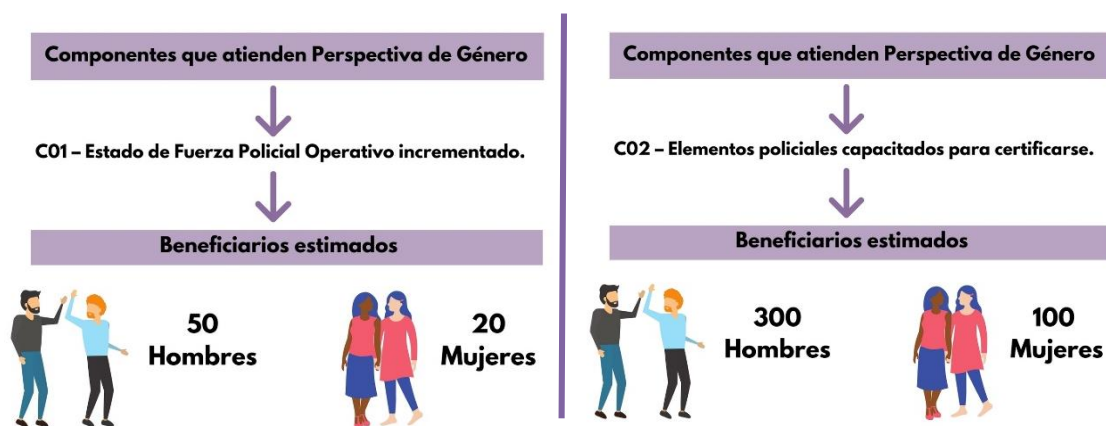 Componentes que atienden Perspectiva de Género
C01 – Estado de Fuerza Policial Operativo incrementado.
Beneficiarios estimados
50
Hombres
20
Mujeres
Componentes que atienden Perspectiva de Género
C02 – Elementos policiales capacitados para certificarse.
Beneficiarios estimados
300
Hombres
100
Mujeres